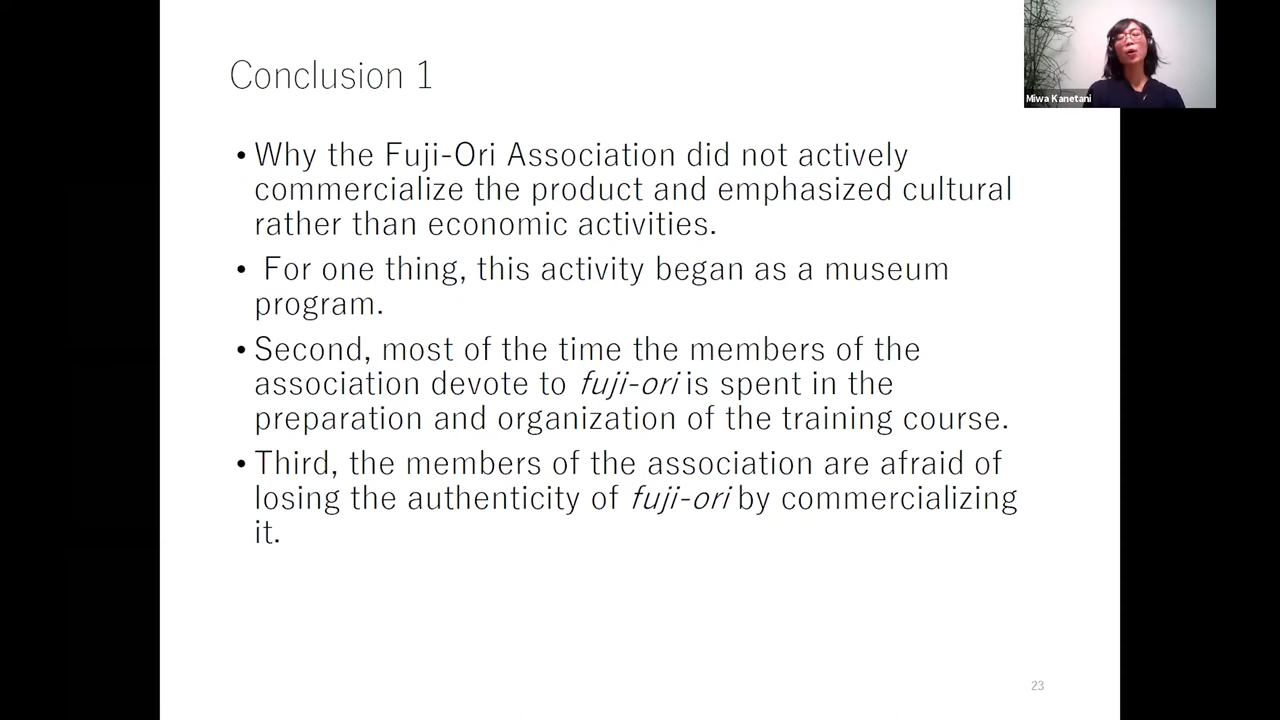 Conclusion 1
Miwa Kanetani
• Why the Fuji-Ori Association did not actively
commercialize the product and emphasized cultural
rather than economic activities.
• For one thing, this activity began as a museum
program.
• Second, most of the time the members of the
association devote to fuji-ori is spent in the
preparation and organization of the training course.
• Third, the members of the association are afraid of
losing the authenticity of fuji-ori by commercializing
it.
23